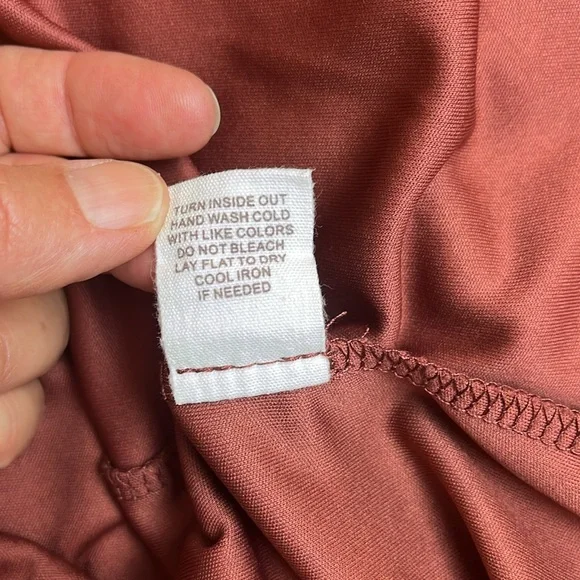 TURN INSIDE OUT
HAND WASH COLD
WITH LIKE COLORS
DO NOT BLEACH
LAY FLAT TO DRY
COOL IRON
IF NEEDED